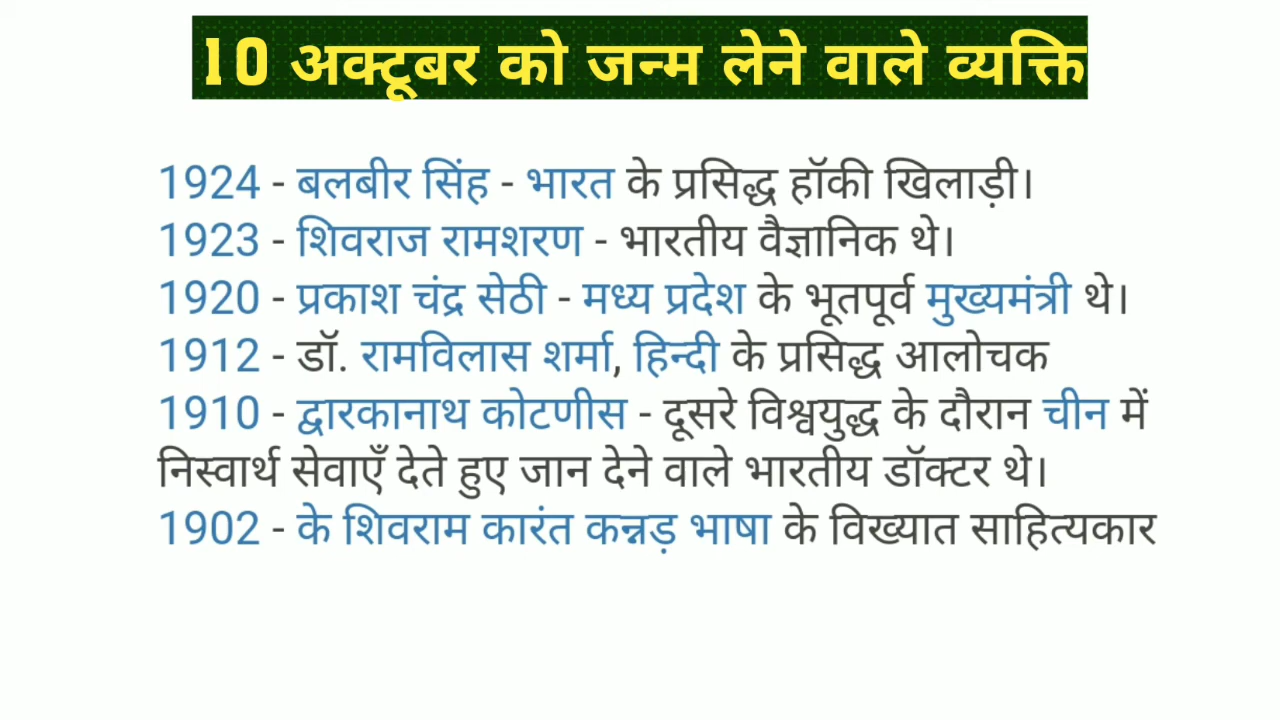 10 अक्टूबर को जन्म लेने वाले व्यक्ति
1924 - बलबीर सिंह - भारत के प्रसिद्ध हॉकी खिलाड़ी।
1923 - शिवराज रामशरण - भारतीय वैज्ञानिक थे।
1920 - प्रकाश चंद्र सेठी - मध्य प्रदेश के भूतपूर्व मुख्यमंत्री थे।
1912 - डॉ. रामविलास शर्मा, हिन्दी के प्रसिद्ध आलोचक
1910 - द्वारकानाथ कोटणीस - दूसरे विश्वयुद्ध के दौरान चीन में
निस्वार्थ सेवाएँ देते हुए जान देने वाले भारतीय डॉक्टर थे।
1902 - के शिवराम कारंत कन्नड़ भाषा के विख्यात साहित्यकार